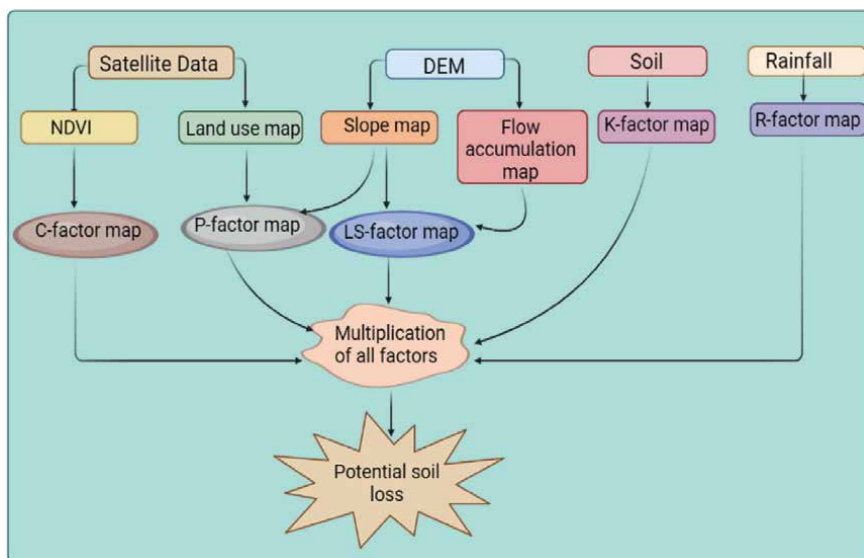 Satellite Data
DEM
Soil
Rainfall
NDVI
Land use map
Slope map
Flow
accumulation
map
K-factor map
R-factor map
C-factor map
P-factor map
LS-factor map
Multiplication
of all factors
Potential soil
loss